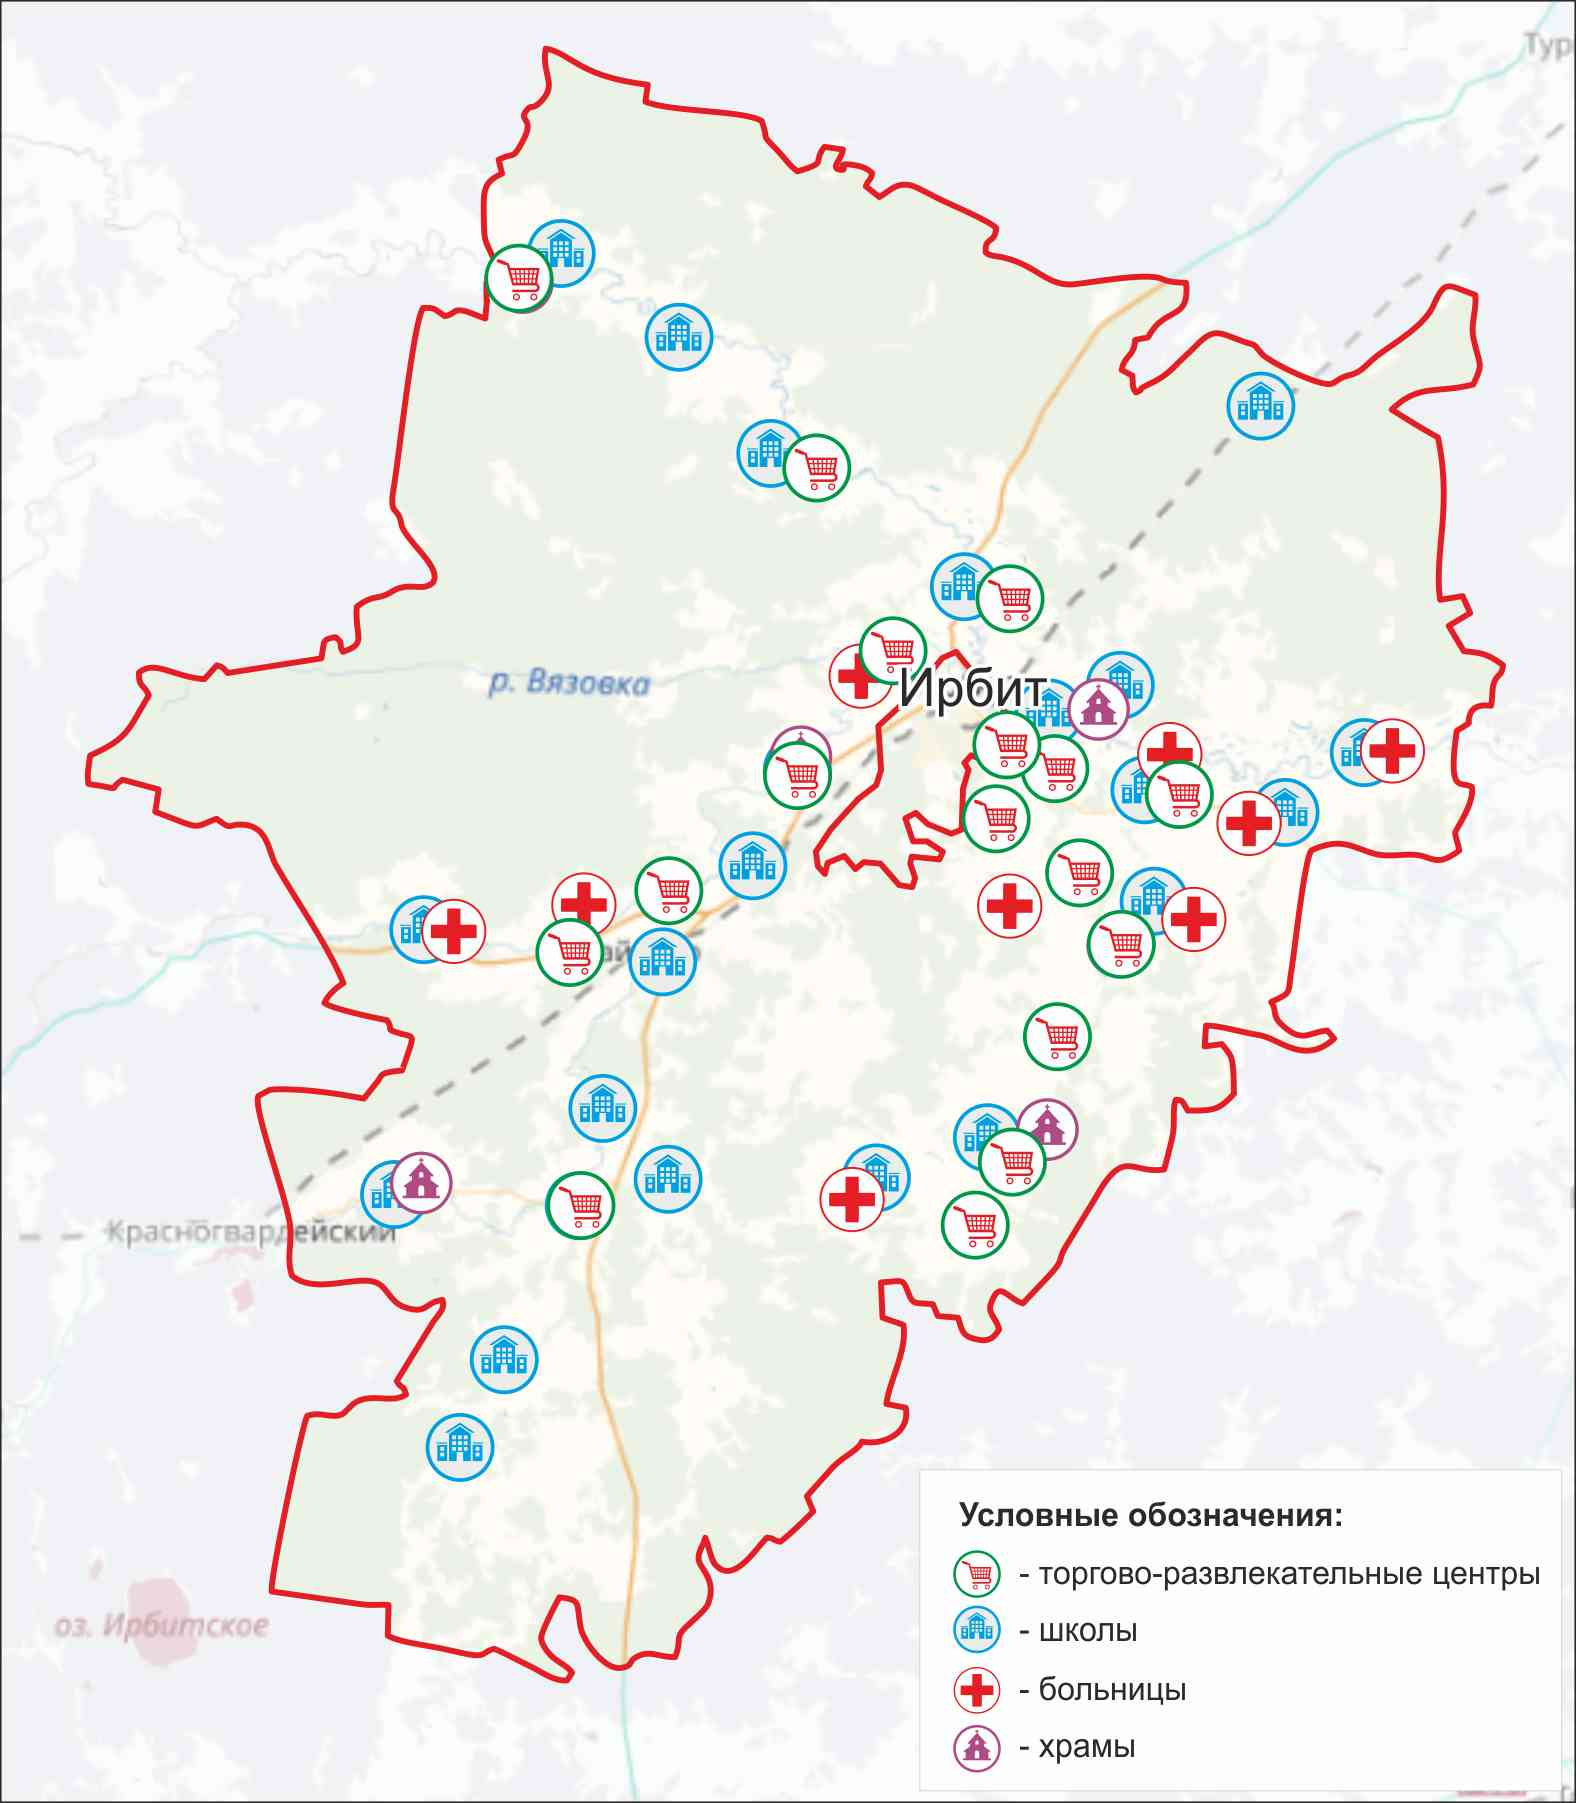 Тур
р. Вязовка
Ирбит
Красногвардейский
оз. Ирбитское
Условные обозначения:
- торгово-развлекательные центры
- школы
- больницы
- храмы